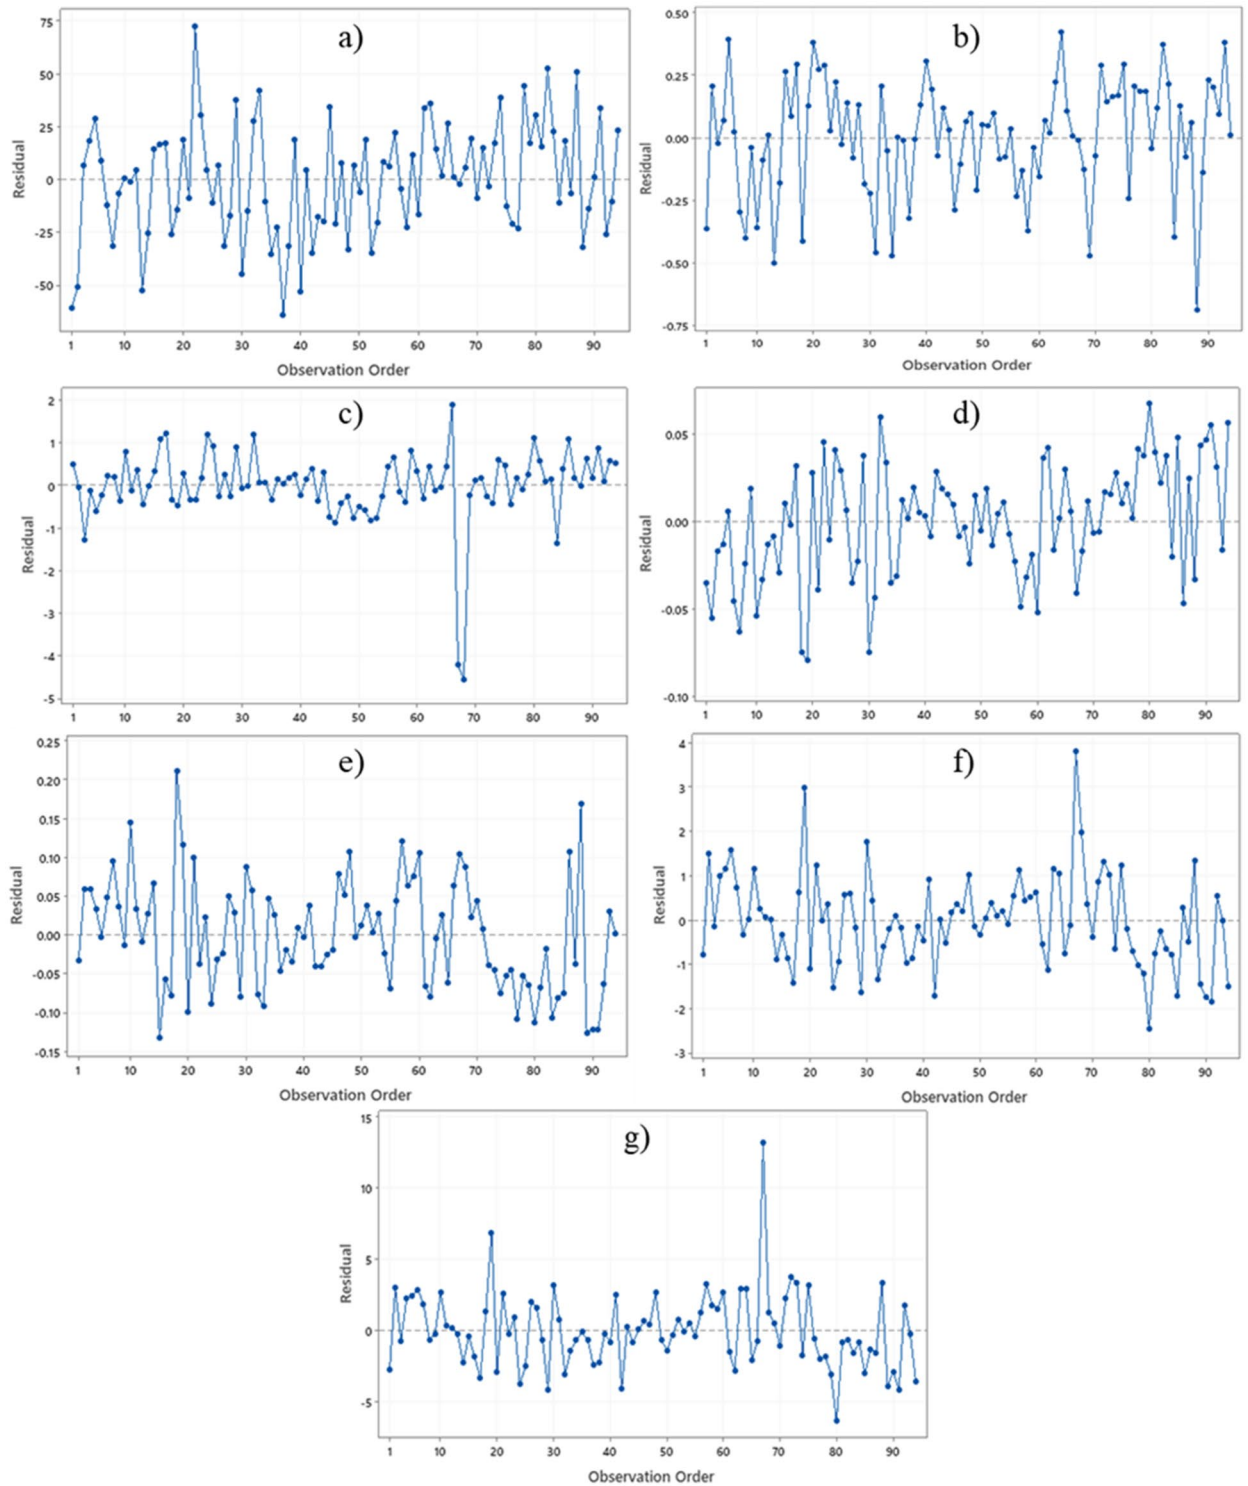 a)
75
50
25
0
-25
-50
Residual
1 10 20 30 40 50 60 70 80 90
Observation Order
b)
0.50
0.25
0.00
-0.25
-0.50
-0.75
Residual
1 10 20 30 40 50 60 70 80 90
Observation Order
c)
2
1
0
-1
-2
-3
-4
-5
Residual
1 10 20 30 40 50 60 70 80 90
d)
0.05
0.00
-0.05
-0.10
Residual
1 10 20 30 40 50 60 70 80 90
e)
0.25
0.20
0.15
0.10
0.05
0.00
-0.05
-0.10
-0.15
Residual
1 10 20 30 40 50 60 70 80 90
Observation Order
f)
4
3
2
1
0
-1
-2
-3
Residual
1 10 20 30 40 50 60 70 80 90
Observation Order
g)
15
10
5
0
-5
Residual
1 10 20 30 40 50 60 70 80 90
Observation Order